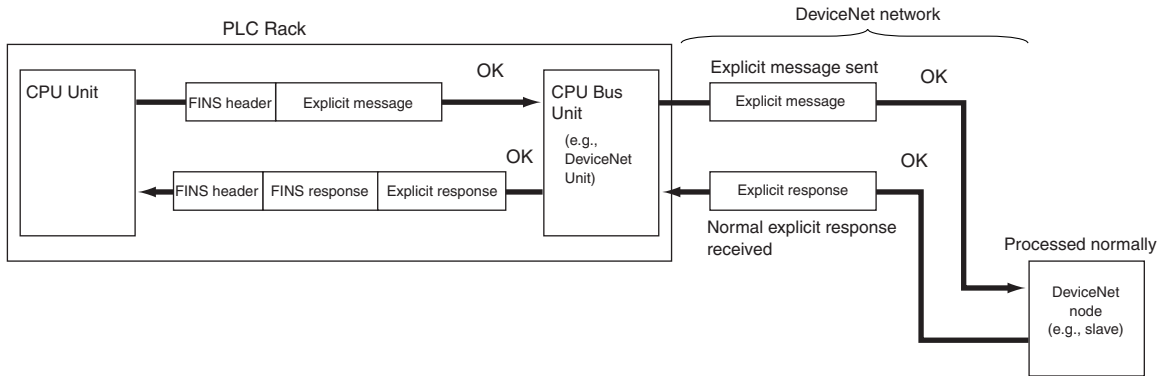 DeviceNet network
PLC Rack
CPU Unit
FINS header
Explicit message
OK
CPU Bus
Unit
(e.g.,
DeviceNet
Unit)
Explicit message sent
Explicit message
OK
FINS header
FINS response
Explicit response
OK
Explicit response
OK
Normal explicit response
received
Processed normally
DeviceNet
node
(e.g., slave)